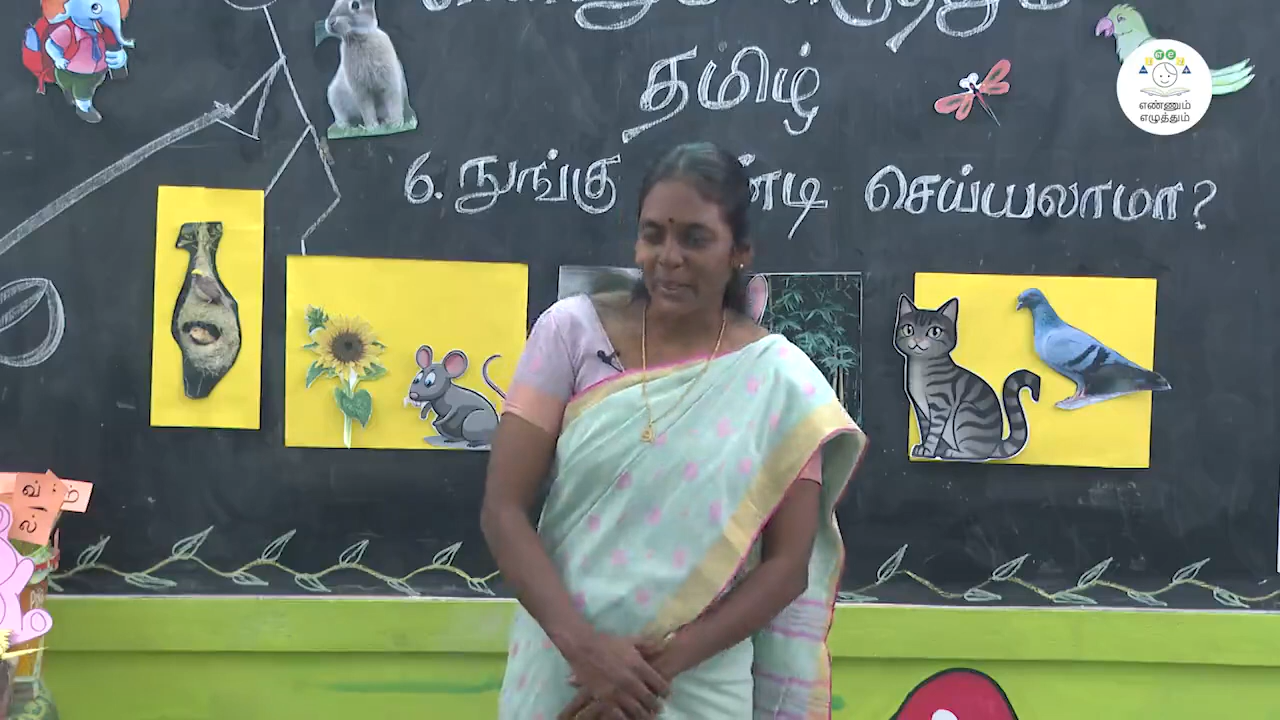 தமிழ்
6. நுங்கு செய்யலாமா?
எண்ணும்
எழுத்தும்